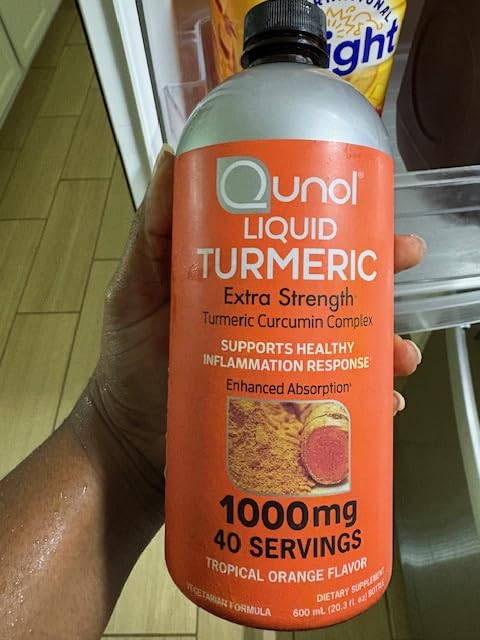 ight
Qunol®
LIQUID
TURMERIC
Extra Strength
Turmeric Curcumin Complex
SUPPORTS HEALTHY
INFLAMMATION RESPONSE
Enhanced Absorption
1000mg
40 SERVINGS
TROPICAL ORANGE FLAVOR
VEGETARIAN FORMULA
DIETARY SUPPLEMENT
600 mL (20.3 fl. oz) BOTTLE